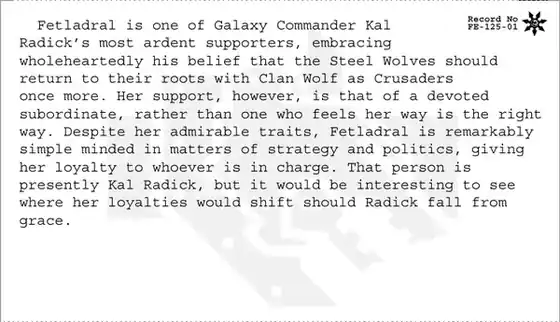 Fetladral is one of Galaxy Commander Kal
Radick's most ardent supporters, embracing
wholeheartedly his belief that the Steel Wolves should
return to their roots with Clan Wolf as Crusaders
once more. Her support, however, is that of a devoted
subordinate, rather than one who feels her way is the right
way. Despite her admirable traits, Fetladral is remarkably
simple minded in matters of strategy and politics, giving
her loyalty to whoever is in charge. That person is
presently Kal Radick, but it would be interesting to see
where her loyalties would shift should Radick fall from
grace.
Record No
FE-125-01